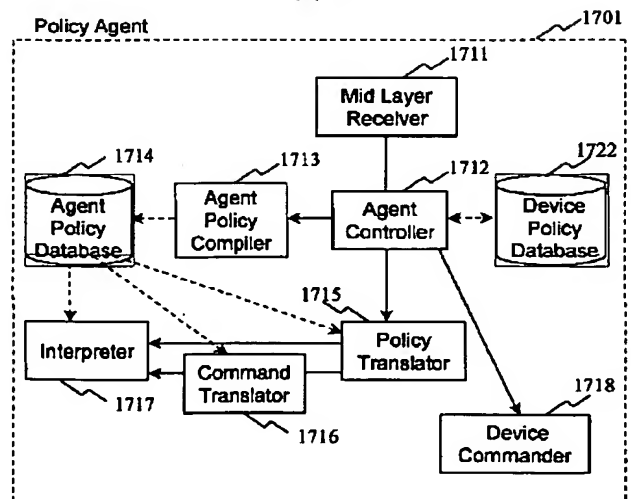 Policy Agent
1701
1711
Mid Layer
Receiver
1714
1713
1712
1722
Agent
Policy
Database
Agent
Policy
Compiler
Agent
Controller
Device
Policy
Database
1715
Interpreter
Policy
Translator
Command
Translator
1717
1716
1718
Device
Commander